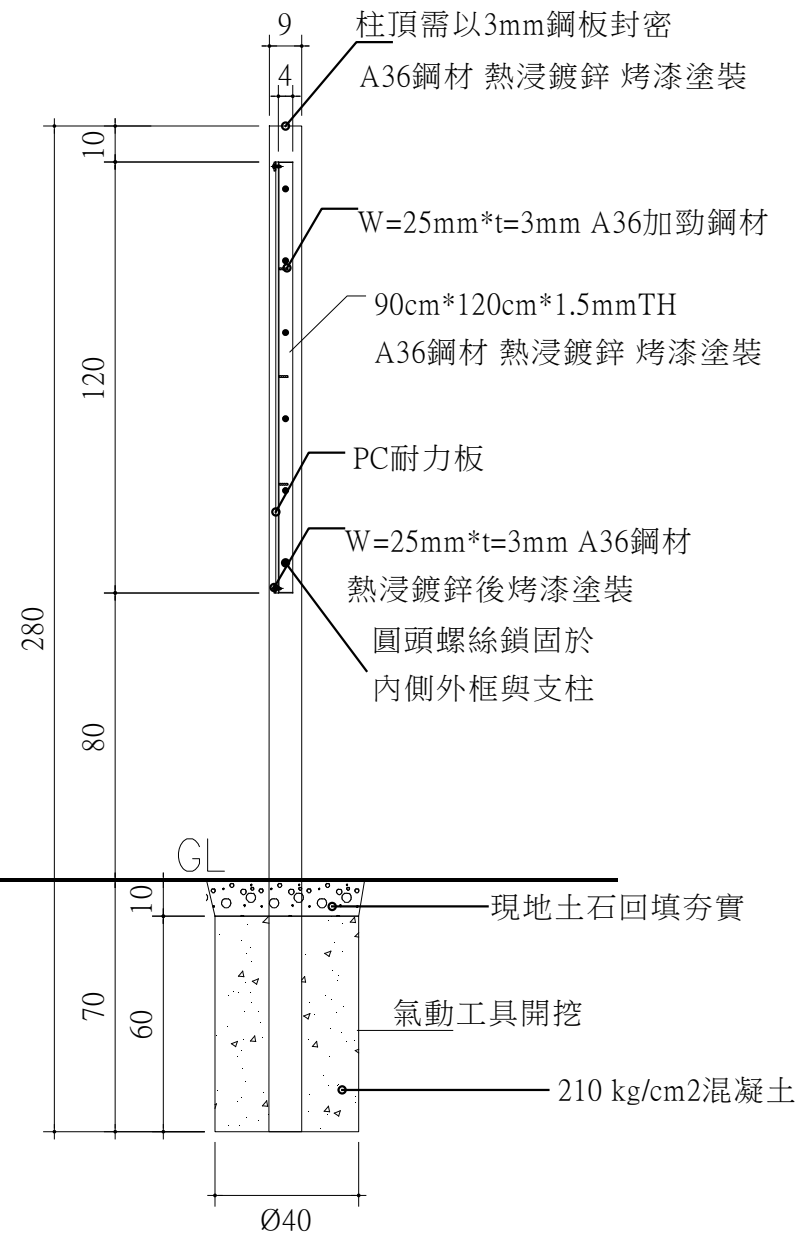 9
柱頂需以3mm鋼板封密
4
A36鋼材 熱浸鍍鋅 烤漆塗裝
10
W=25mm*t=3mm A36加勁鋼材
90cm*120cm*1.5mmTH
A36鋼材 熱浸鍍鋅 烤漆塗裝
120
PC耐力板
W=25mm*t=3mm A36鋼材
熱浸鍍鋅後烤漆塗裝
280
圓頭螺絲鎖固於
內側外框與支柱
80
GL
10
現地土石回填夯實
70
60
氣動工具開挖
210 kg/cm2混凝土
Ø40